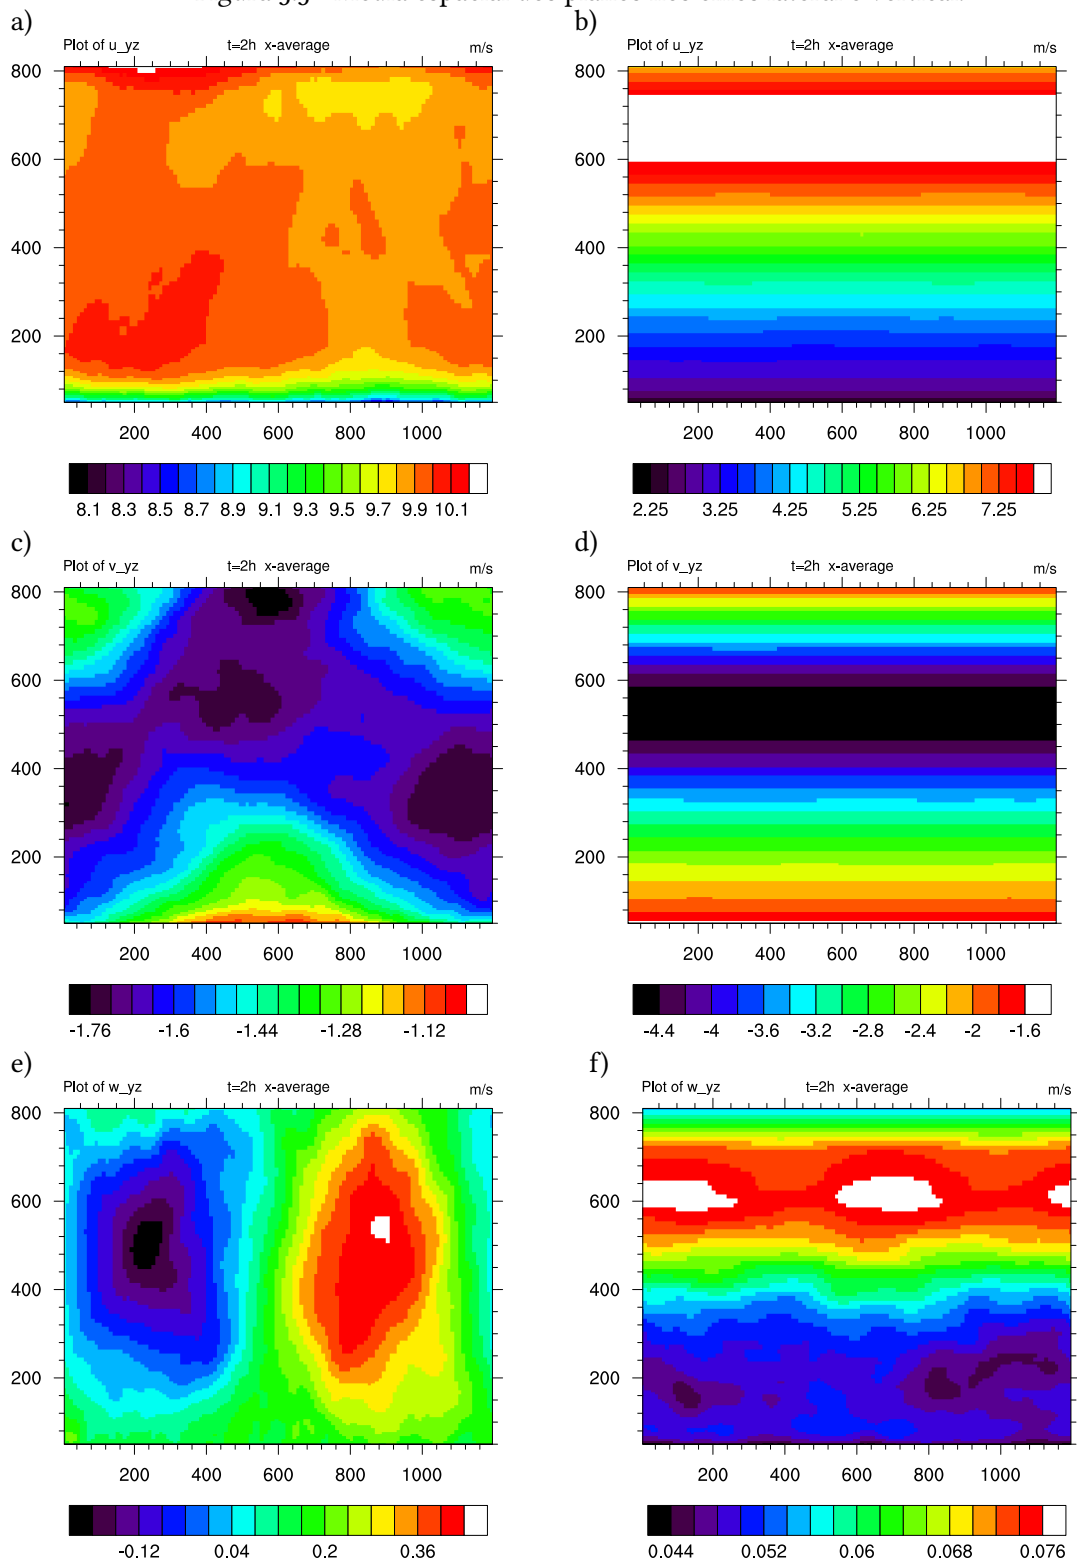 a) b)
Plot of u_yz t=2h x-average m/s Plot of u_yz t=2h x-average m/s
800 800
600 600
400 400
200 200
200 400 600 800 1000 200 400 600 800 1000
8.1 8.3 8.5 8.7 8.9 9.1 9.3 9.5 9.7 9.9 10.1 2.25 3.25 4.25 5.25 6.25 7.25
c) d)
Plot of v_yz t=2h x-average m/s Plot of v_yz t=2h x-average m/s
800 800
600 600
400 400
200 200
200 400 600 800 1000 200 400 600 800 1000
-1.76 -1.6 -1.44 -1.28 -1.12 -4.4 -4 -3.6 -3.2 -2.8 -2.4 -2 -1.6
e) f)
Plot of w_yz t=2h x-average m/s Plot of w_yz t=2h x-average m/s
800 800
600 600
400 400
200 200
200 400 600 800 1000 200 400 600 800 1000
-0.12 0.04 0.2 0.36 0.044 0.052 0.06 0.068 0.076